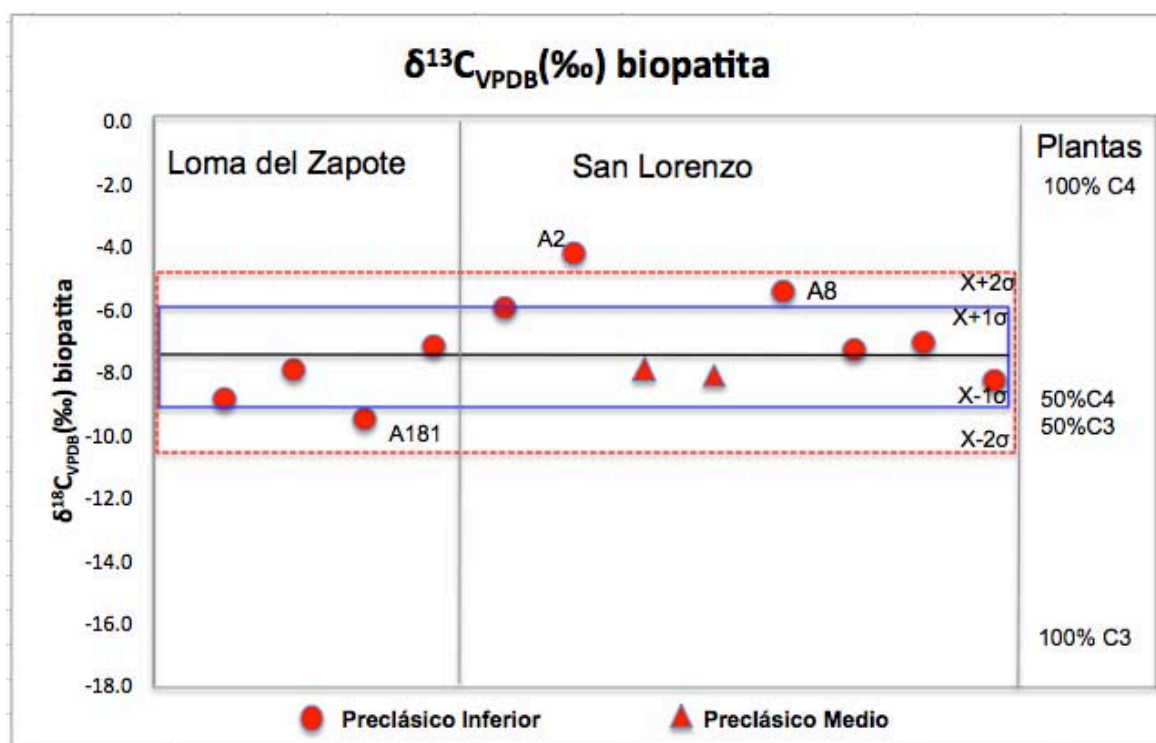 δ¹³C_VPDB(‰) biopatita
δ¹⁸C_VPDB(‰) biopatita
0.0
-2.0
-4.0
-6.0
-8.0
-10.0
-12.0
-14.0
-16.0
-18.0
Loma del Zapote
San Lorenzo
Plantas
100% C4
A2
A8
A181
X+2σ
X+1σ
X-1σ
X-2σ
50%C4
50%C3
100% C3
Preclásico Inferior
Preclásico Medio